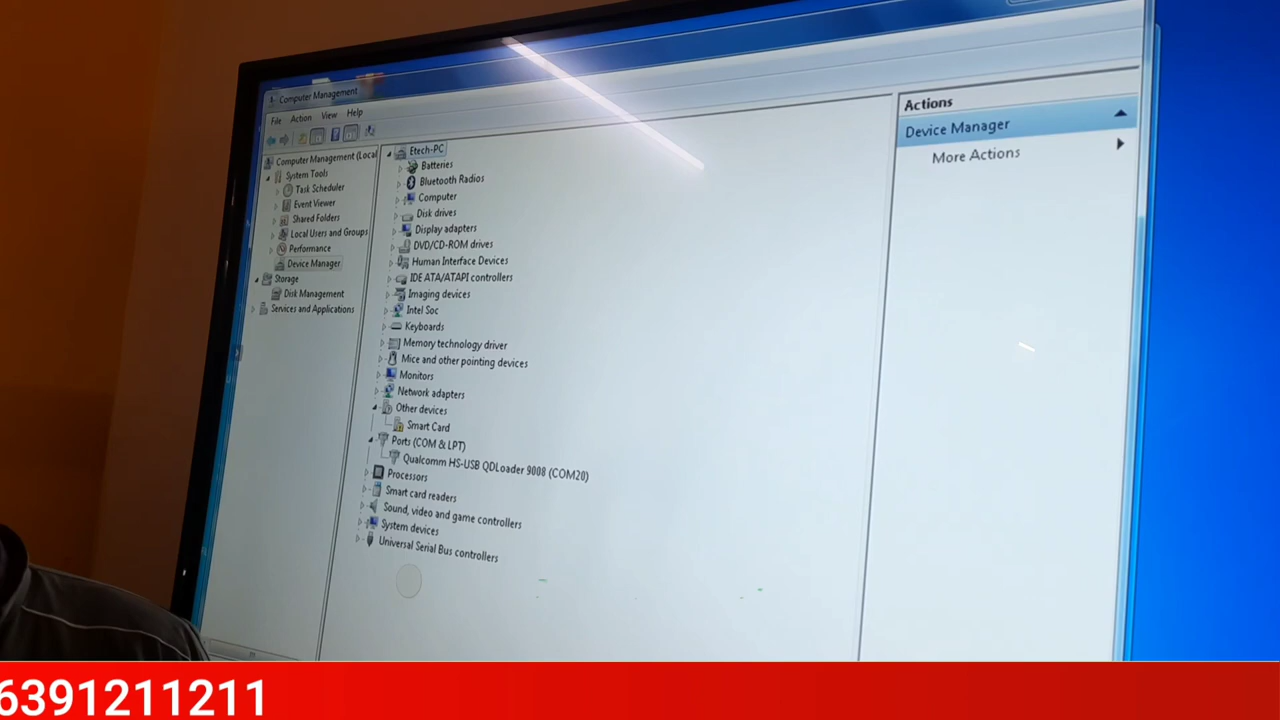 Computer Management
File Action View Help
Computer Management (Local
System Tools
Task Scheduler
Event Viewer
Shared Folders
Local Users and Groups
Performance
Device Manager
Storage
Disk Management
Services and Applications
Etech-PC
Batteries
Bluetooth Radios
Computer
Disk drives
Display adapters
DVD/CD-ROM drives
Human Interface Devices
IDE ATA/ATAPI controllers
Imaging devices
Intel Soc
Keyboards
Memory technology driver
Mice and other pointing devices
Monitors
Network adapters
Other devices
Smart Card
Ports (COM & LPT)
Qualcomm HS-USB QDLoader 9008 (COM20)
Processors
Smart card readers
Sound, video and game controllers
System devices
Universal Serial Bus controllers
Actions
Device Manager
More Actions
6391211211